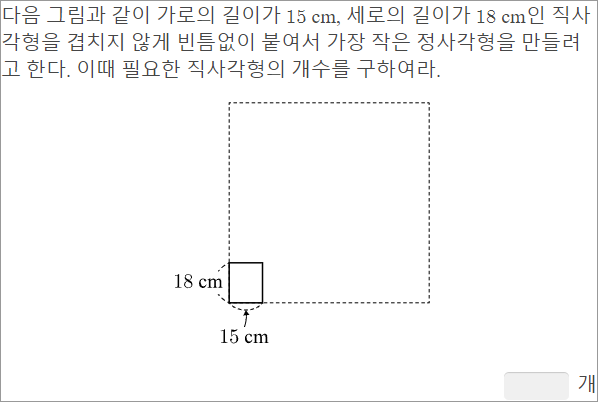 다음 그림과 같이 가로의 길이가 15 cm, 세로의 길이가 18 cm인 직사
각형을 겹치지 않게 빈틈없이 붙여서 가장 작은 정사각형을 만들려
고 한다. 이때 필요한 직사각형의 개수를 구하여라.
18 cm
15 cm
개